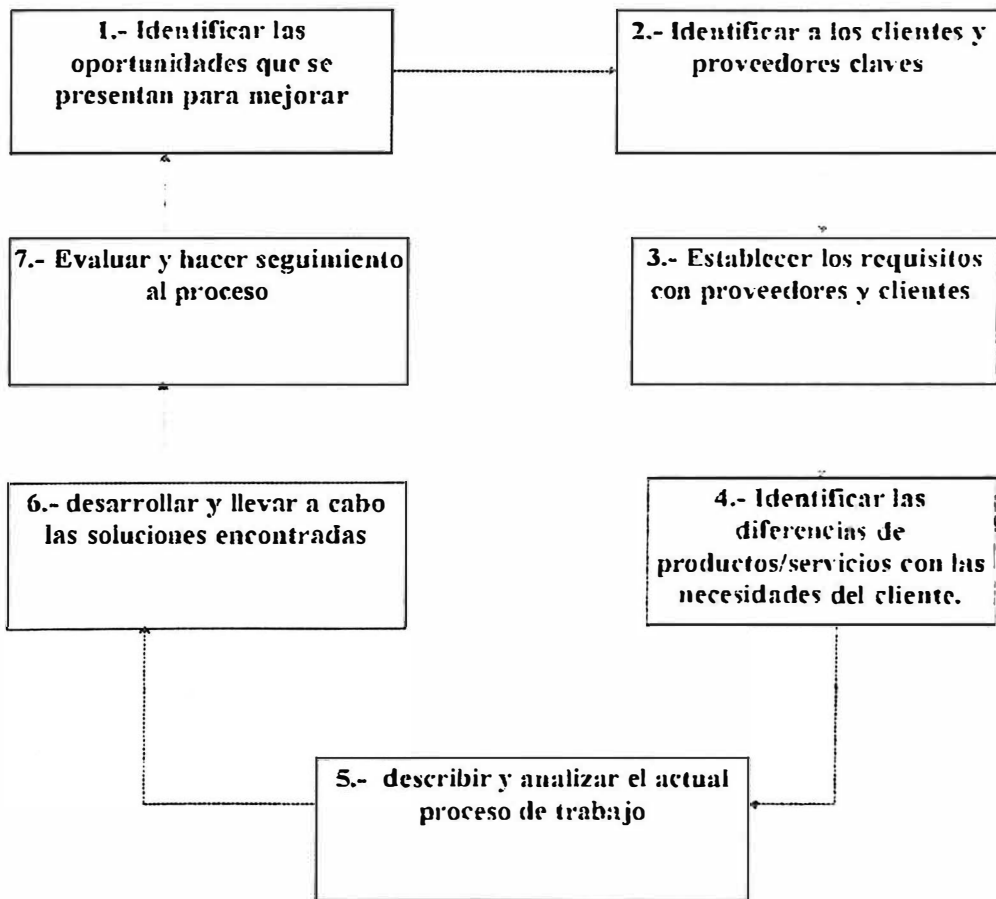 1.- Identificar las
oportunidades que se
presentan para mejorar
2.- Identificar a los clientes y
proveedores claves
3.- Establecer los requisitos
con proveedores y clientes
4.- Identificar las
diferencias de
productos/servicios con las
necesidades del cliente.
5.- describir y analizar el actual
proceso de trabajo
6.- desarrollar y llevar a cabo
las soluciones encontradas
7.- Evaluar y hacer seguimiento
al proceso